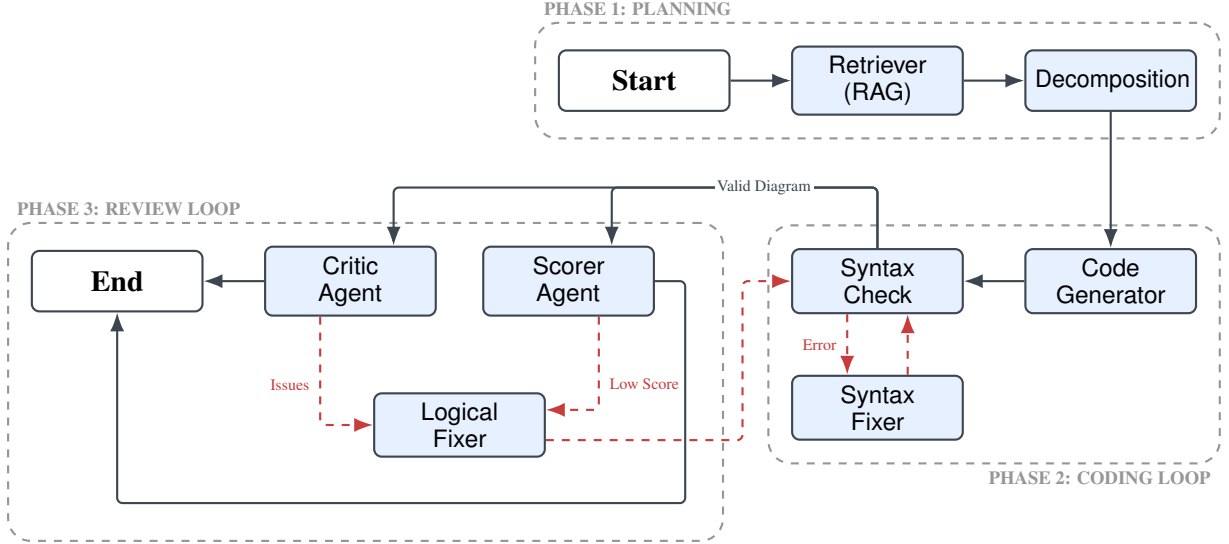 PHASE 1: PLANNING
Start
Retriever
(RAG)
Decomposition
Valid Diagram
PHASE 3: REVIEW LOOP
End
Critic
Agent
Scorer
Agent
Syntax
Check
Code
Generator
Error
Issues
Low Score
Logical
Fixer
Syntax
Fixer
PHASE 2: CODING LOOP